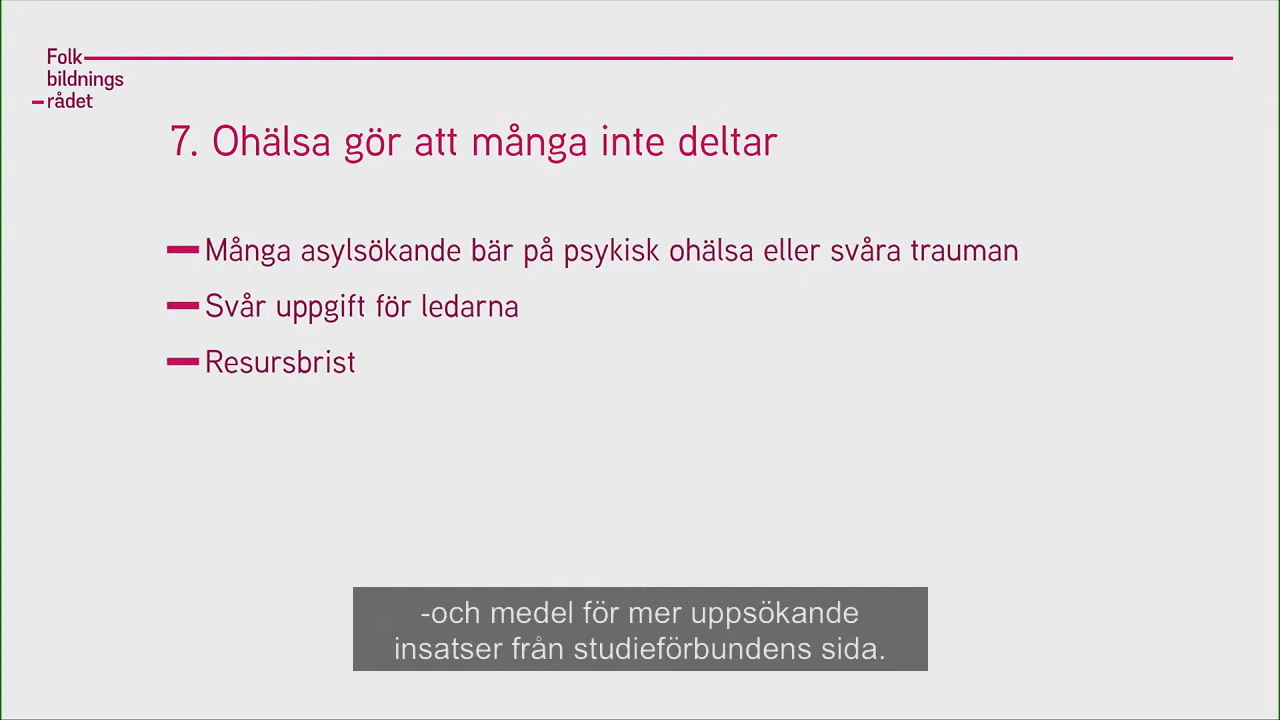 Folk
bildnings
rådet
7. Ohälsa gör att många inte deltar
Många asylsökande bär på psykisk ohälsa eller svåra trauman
Svår uppgift för ledarna
Resursbrist
-och medel för mer uppsökande
insatser från studieförbundens sida.